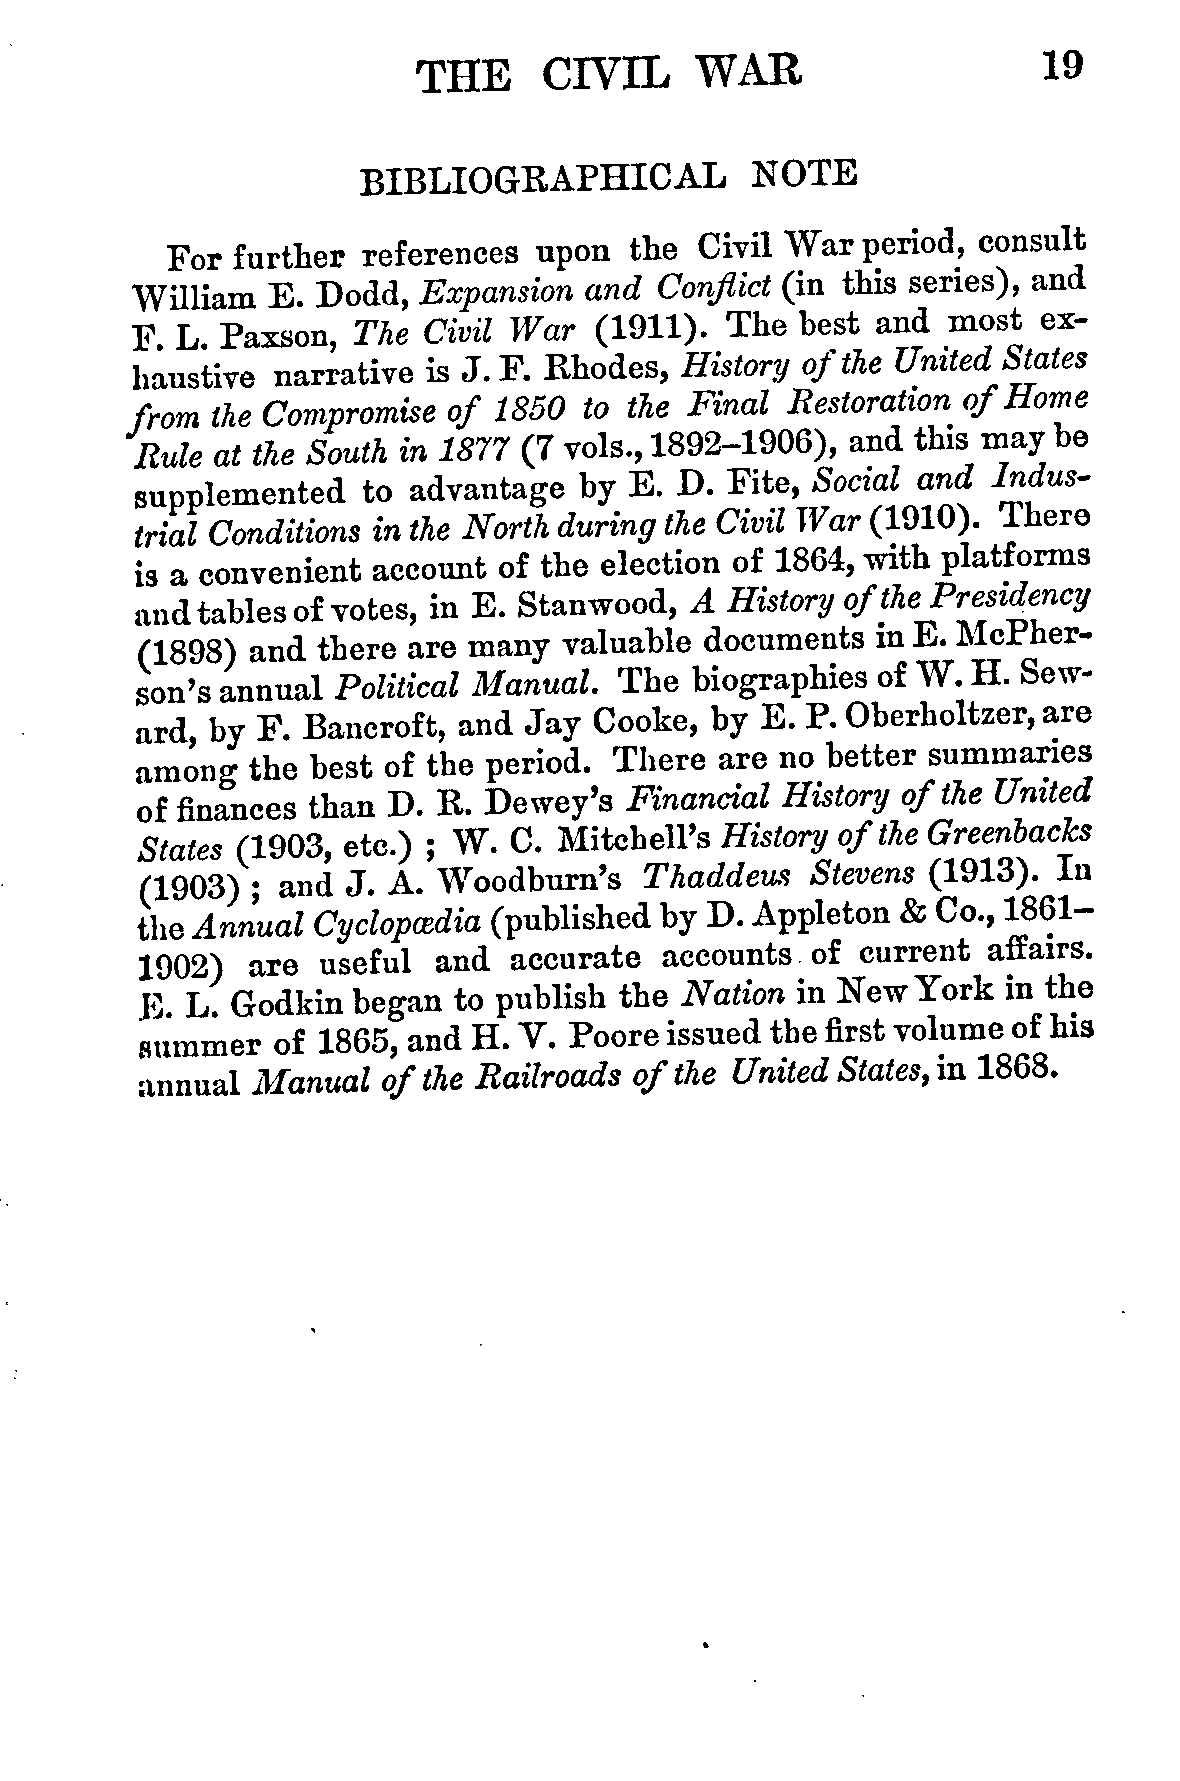 THE CIVIL WAR 19
BIBLIOGRAPHICAL NOTE
For further references upon the Civil War period, consult
William E. Dodd, Expansion and Conflict (in this series), and
F. L. Paxson, The Civil War (1911). The best and most ex-
haustive narrative is J. F. Rhodes, History of the United States
from the Compromise of 1850 to the Final Restoration of Home
Rule at the South in 1877 (7 vols., 1892–1906), and this may be
supplemented to advantage by E. D. Fite, Social and Indus-
trial Conditions in the North during the Civil War (1910). There
is a convenient account of the election of 1864, with platforms
and tables of votes, in E. Stanwood, A History of the Presidency
(1898) and there are many valuable documents in E. McPher-
son's annual Political Manual. The biographies of W. H. Sew-
ard, by F. Bancroft, and Jay Cooke, by E. P. Oberholtzer, are
among the best of the period. There are no better summaries
of finances than D. R. Dewey's Financial History of the United
States (1903, etc.) ; W. C. Mitchell's History of the Greenbacks
(1903) ; and J. A. Woodburn's Thaddeus Stevens (1913). In
the Annual Cyclopœdia (published by D. Appleton & Co., 1861–
1902) are useful and accurate accounts of current affairs.
E. L. Godkin began to publish the Nation in New York in the
summer of 1865, and H. V. Poore issued the first volume of his
annual Manual of the Railroads of the United States, in 1868.